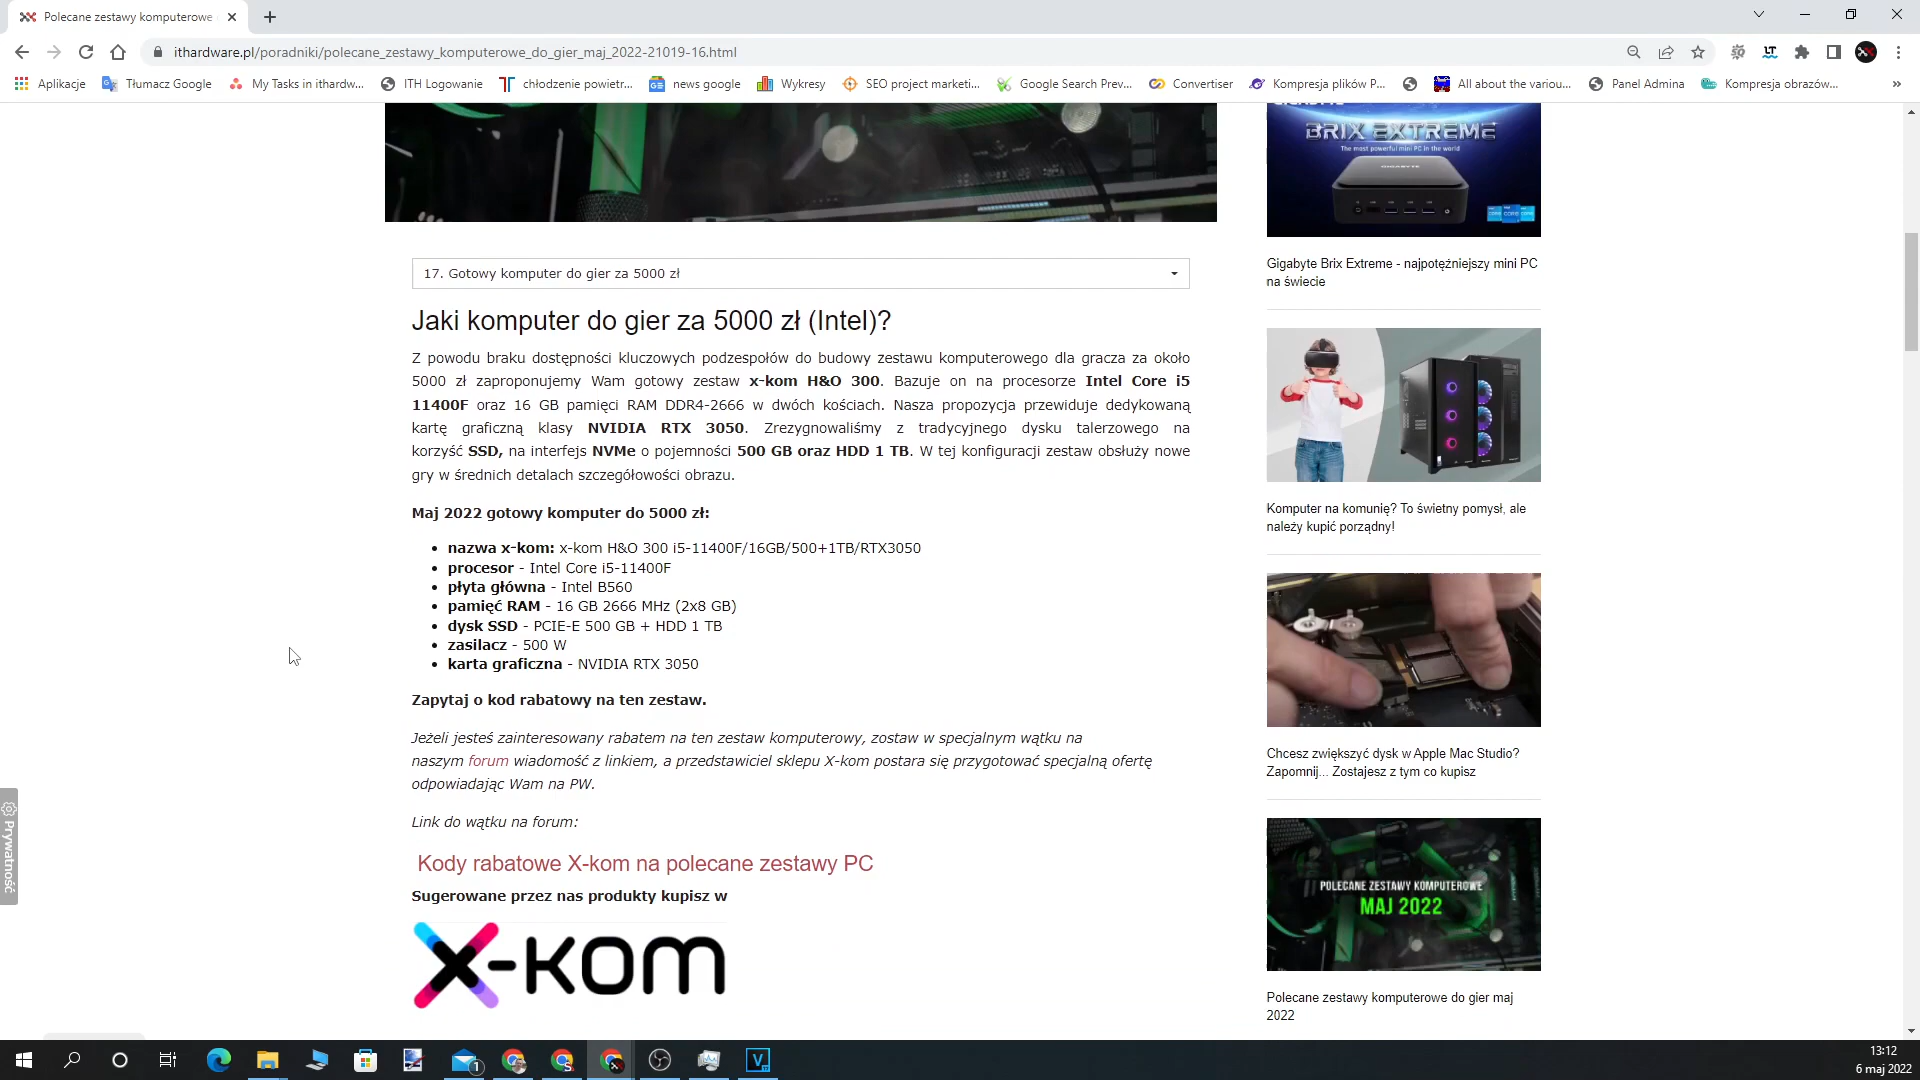 Polecane zestawy komputerowe
ithardware.pl/poradniki/polecane_zestawy_komputerowe_do_gier_maj_2022-21019-16.html
Aplikacje
Tłumacz Google
My Tasks in ithardw...
ITH Logowanie
chłodzenie powietr...
news google
Wykresy
SEO project marketi...
Google Search Prev...
Convertiser
Kompresja plików P...
All about the variou...
Panel Admina
Kompresja obrazów...
»
17. Gotowy komputer do gier za 5000 zł
Jaki komputer do gier za 5000 zł (Intel)?
Z powodu braku dostępności kluczowych podzespołów do budowy zestawu komputerowego dla gracza za około
5000 zł zaproponujemy Wam gotowy zestaw x-kom H&O 300. Bazuje on na procesorze Intel Core i5
11400F oraz 16 GB pamięci RAM DDR4-2666 w dwóch kościach. Nasza propozycja przewiduje dedykowaną
kartę graficzną klasy NVIDIA RTX 3050. Zrezygnowaliśmy z tradycyjnego dysku talerzowego na
korzyść SSD, na interfejs NVMe o pojemności 500 GB oraz HDD 1 TB. W tej konfiguracji zestaw obsłuży nowe
gry w średnich detalach szczegółowości obrazu.
Maj 2022 gotowy komputer do 5000 zł:
• nazwa x-kom: x-kom H&O 300 i5-11400F/16GB/500+1TB/RTX3050
• procesor - Intel Core i5-11400F
• płyta główna - Intel B560
• pamięć RAM - 16 GB 2666 MHz (2x8 GB)
• dysk SSD - PCIE-E 500 GB + HDD 1 TB
• zasilacz - 500 W
• karta graficzna - NVIDIA RTX 3050
Zapytaj o kod rabatowy na ten zestaw.
Jeżeli jesteś zainteresowany rabatem na ten zestaw komputerowy, zostaw w specjalnym wątku na
naszym forum wiadomość z linkiem, a przedstawiciel sklepu X-kom postara się przygotować specjalną ofertę
odpowiadając Wam na PW.
Link do wątku na forum:
Kody rabatowe X-kom na polecane zestawy PC
Sugerowane przez nas produkty kupisz w
x-kom
GIGABYTE
BRIX EXTREME
The most powerful mini PC in the world
GIGABYTE
Gigabyte Brix Extreme - najpotężniejszy mini PC
na świecie
Komputer na komunię? To świetny pomysł, ale
należy kupić porządny!
Chcesz zwiększyć dysk w Apple Mac Studio?
Zapomnij... Zostajesz z tym co kupisz
POLECANE ZESTAWY KOMPUTEROWE
MAJ 2022
Polecane zestawy komputerowe do gier maj
2022
Prywatność
1
13:12
6 maj 2022